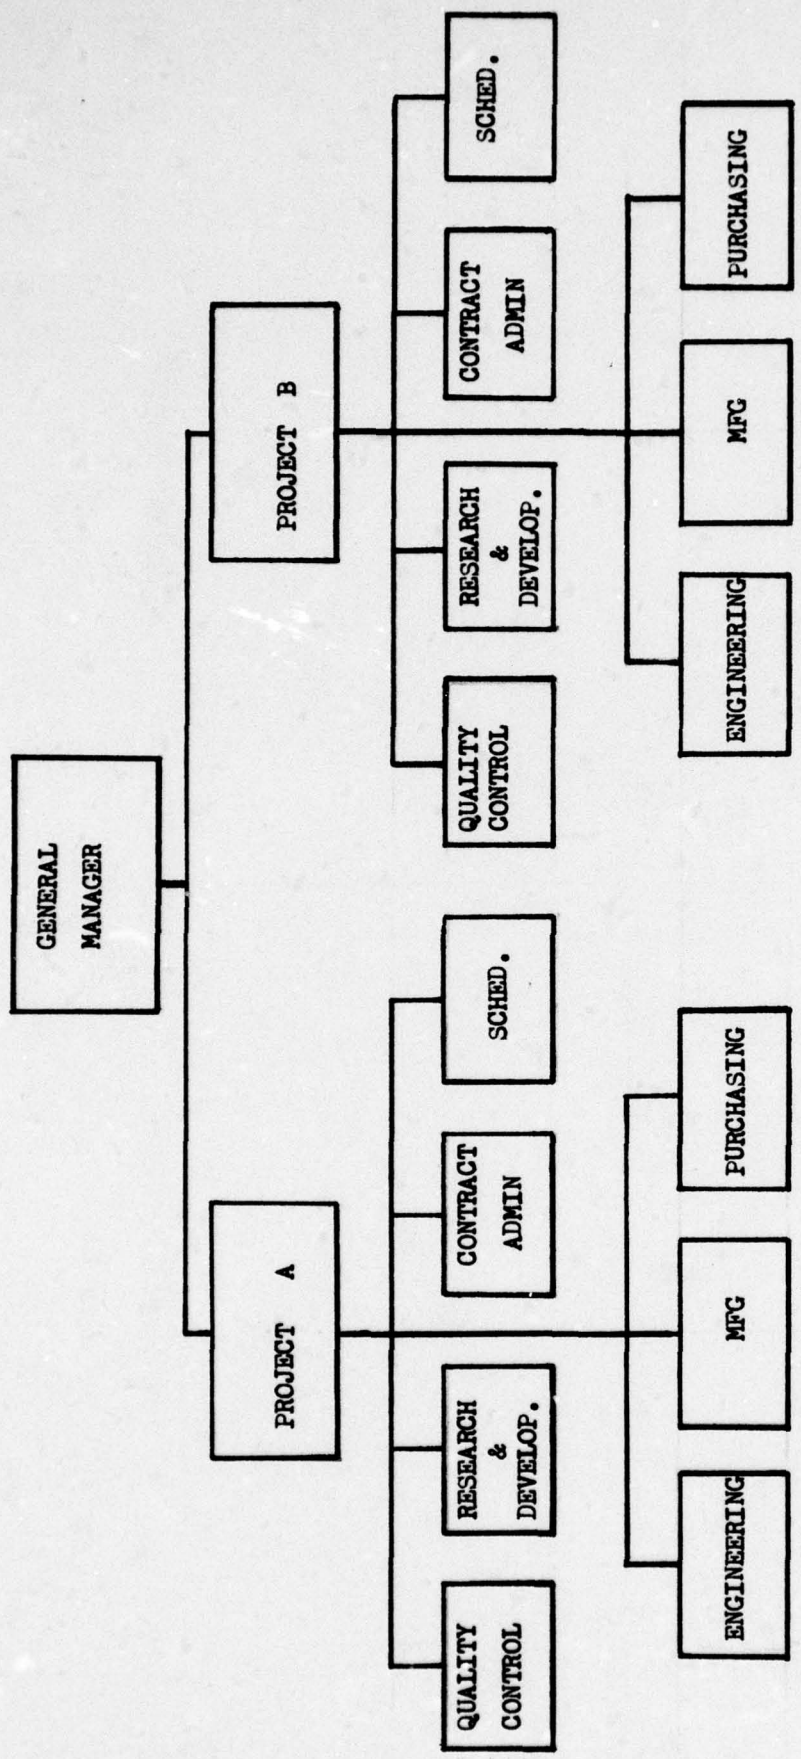 GENERAL
MANAGER
PROJECT A
PROJECT B
QUALITY
CONTROL
RESEARCH
&
DEVELOP.
CONTRACT
ADMIN
SCHED.
QUALITY
CONTROL
RESEARCH
&
DEVELOP.
CONTRACT
ADMIN
SCHED.
ENGINEERING
MFG
PURCHASING
ENGINEERING
MFG
PURCHASING